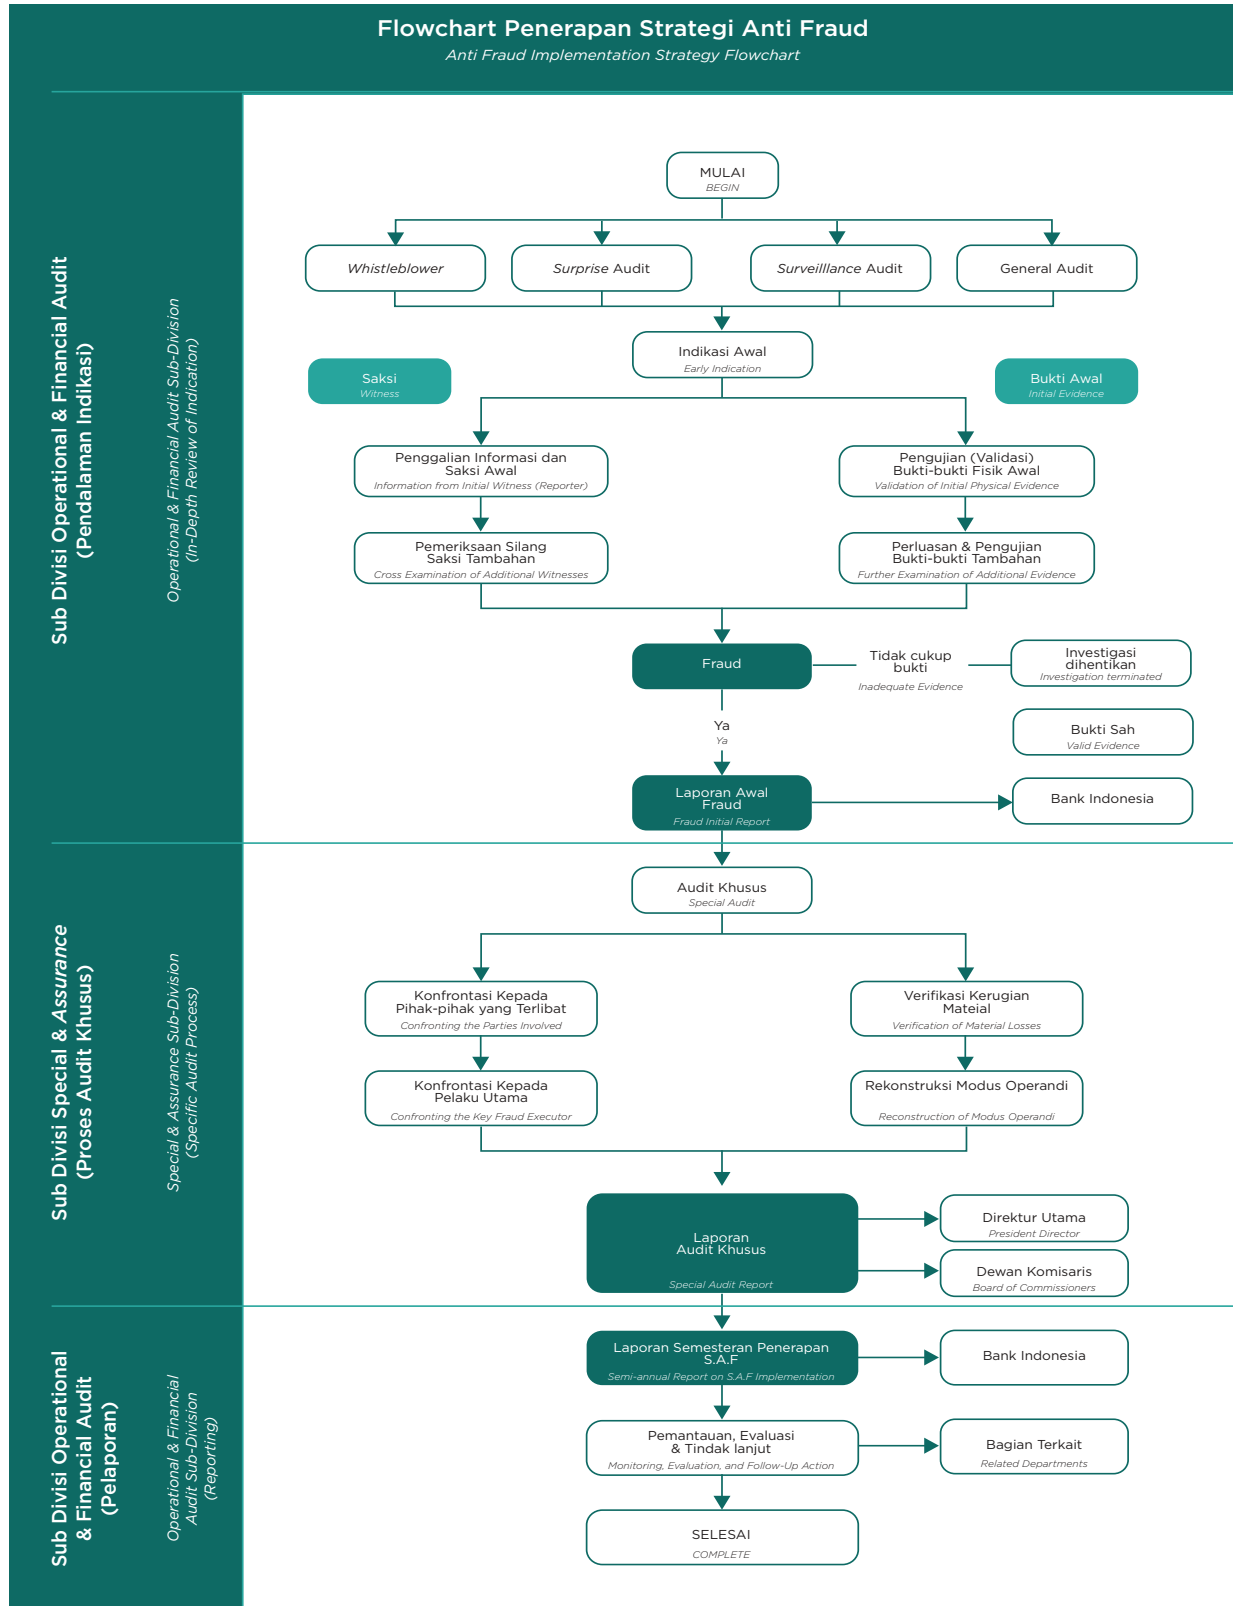 Flowchart Penerapan Strategi Anti Fraud
Anti Fraud Implementation Strategy Flowchart
Sub Divisi Operational & Financial Audit
(Pendalaman Indikasi)
Operational & Financial Audit Sub-Division
(In-Depth Review of Indication)
MULAI
BEGIN
Whistleblower
Surprise Audit
Surveilllance Audit
General Audit
Indikasi Awal
Early Indication
Saksi
Witness
Bukti Awal
Initial Evidence
Penggalian Informasi dan
Saksi Awal
Information from Initial Witness (Reporter)
Pengujian (Validasi)
Bukti-bukti Fisik Awal
Validation of Initial Physical Evidence
Pemeriksaan Silang
Saksi Tambahan
Cross Examination of Additional Witnesses
Perluasan & Pengujian
Bukti-bukti Tambahan
Further Examination of Additional Evidence
Fraud
Tidak cukup
bukti
Inadequate Evidence
Investigasi
dihentikan
Investigation terminated
Ya
Ya
Bukti Sah
Valid Evidence
Laporan Awal
Fraud
Fraud Initial Report
Bank Indonesia
Sub Divisi Special & Assurance
(Proses Audit Khusus)
Special & Assurance Sub-Division
(Specific Audit Process)
Audit Khusus
Special Audit
Konfrontasi Kepada
Pihak-pihak yang Terlibat
Confronting the Parties Involved
Verifikasi Kerugian
Mateial
Verification of Material Losses
Konfrontasi Kepada
Pelaku Utama
Confronting the Key Fraud Executor
Rekonstruksi Modus Operandi
Reconstruction of Modus Operandi
Laporan
Audit Khusus
Special Audit Report
Direktur Utama
President Director
Dewan Komisaris
Board of Commissioners
Sub Divisi Operational
& Financial Audit
(Pelaporan)
Operational & Financial
Audit Sub-Division
(Reporting)
Laporan Semesteran Penerapan
S.A.F
Semi-annual Report on S.A.F Implementation
Bank Indonesia
Pemantauan, Evaluasi
& Tindak lanjut
Monitoring, Evaluation, and Follow-Up Action
Bagian Terkait
Related Departments
SELESAI
COMPLETE